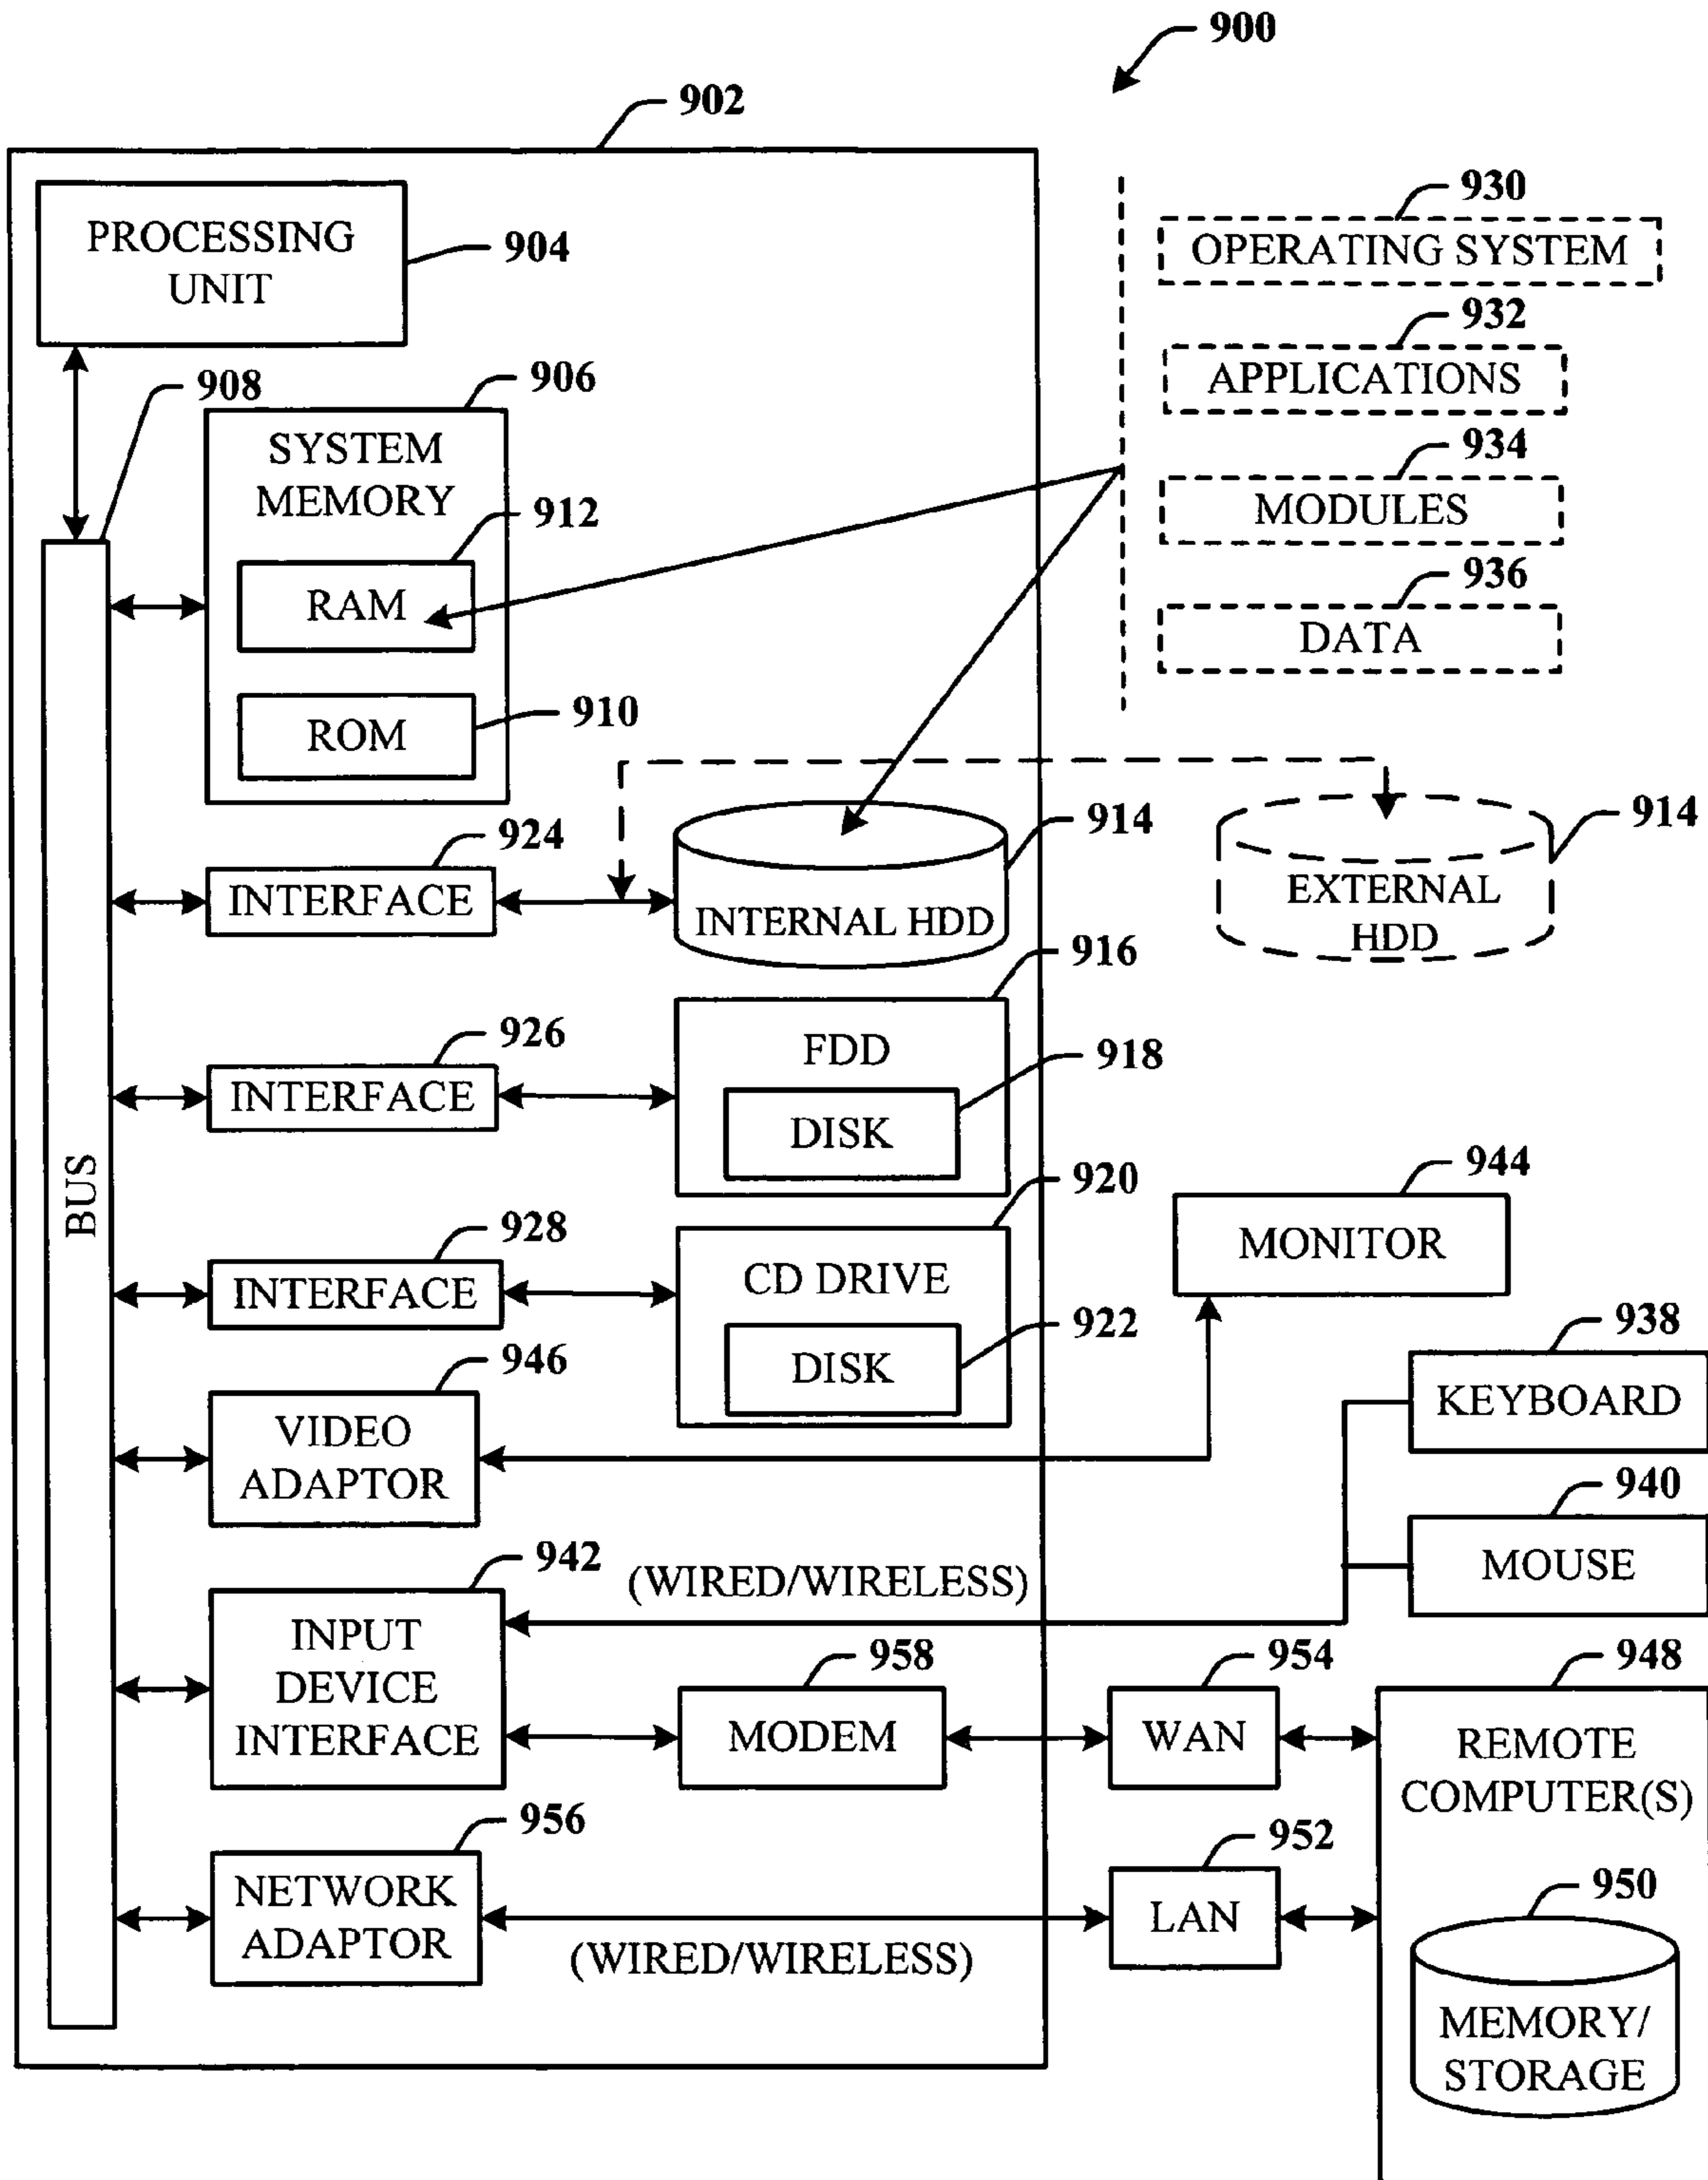 900
902
PROCESSING
UNIT
904
930
OPERATING SYSTEM
932
APPLICATIONS
934
MODULES
936
DATA
908
906
SYSTEM
MEMORY
912
RAM
910
ROM
BUS
924
INTERFACE
914
INTERNAL HDD
914
EXTERNAL
HDD
926
INTERFACE
916
FDD
918
DISK
928
INTERFACE
920
CD DRIVE
922
DISK
944
MONITOR
946
VIDEO
ADAPTOR
938
KEYBOARD
940
MOUSE
942
INPUT
DEVICE
INTERFACE
(WIRED/WIRELESS)
958
MODEM
954
WAN
948
REMOTE
COMPUTER(S)
956
NETWORK
ADAPTOR
(WIRED/WIRELESS)
952
LAN
950
MEMORY/
STORAGE